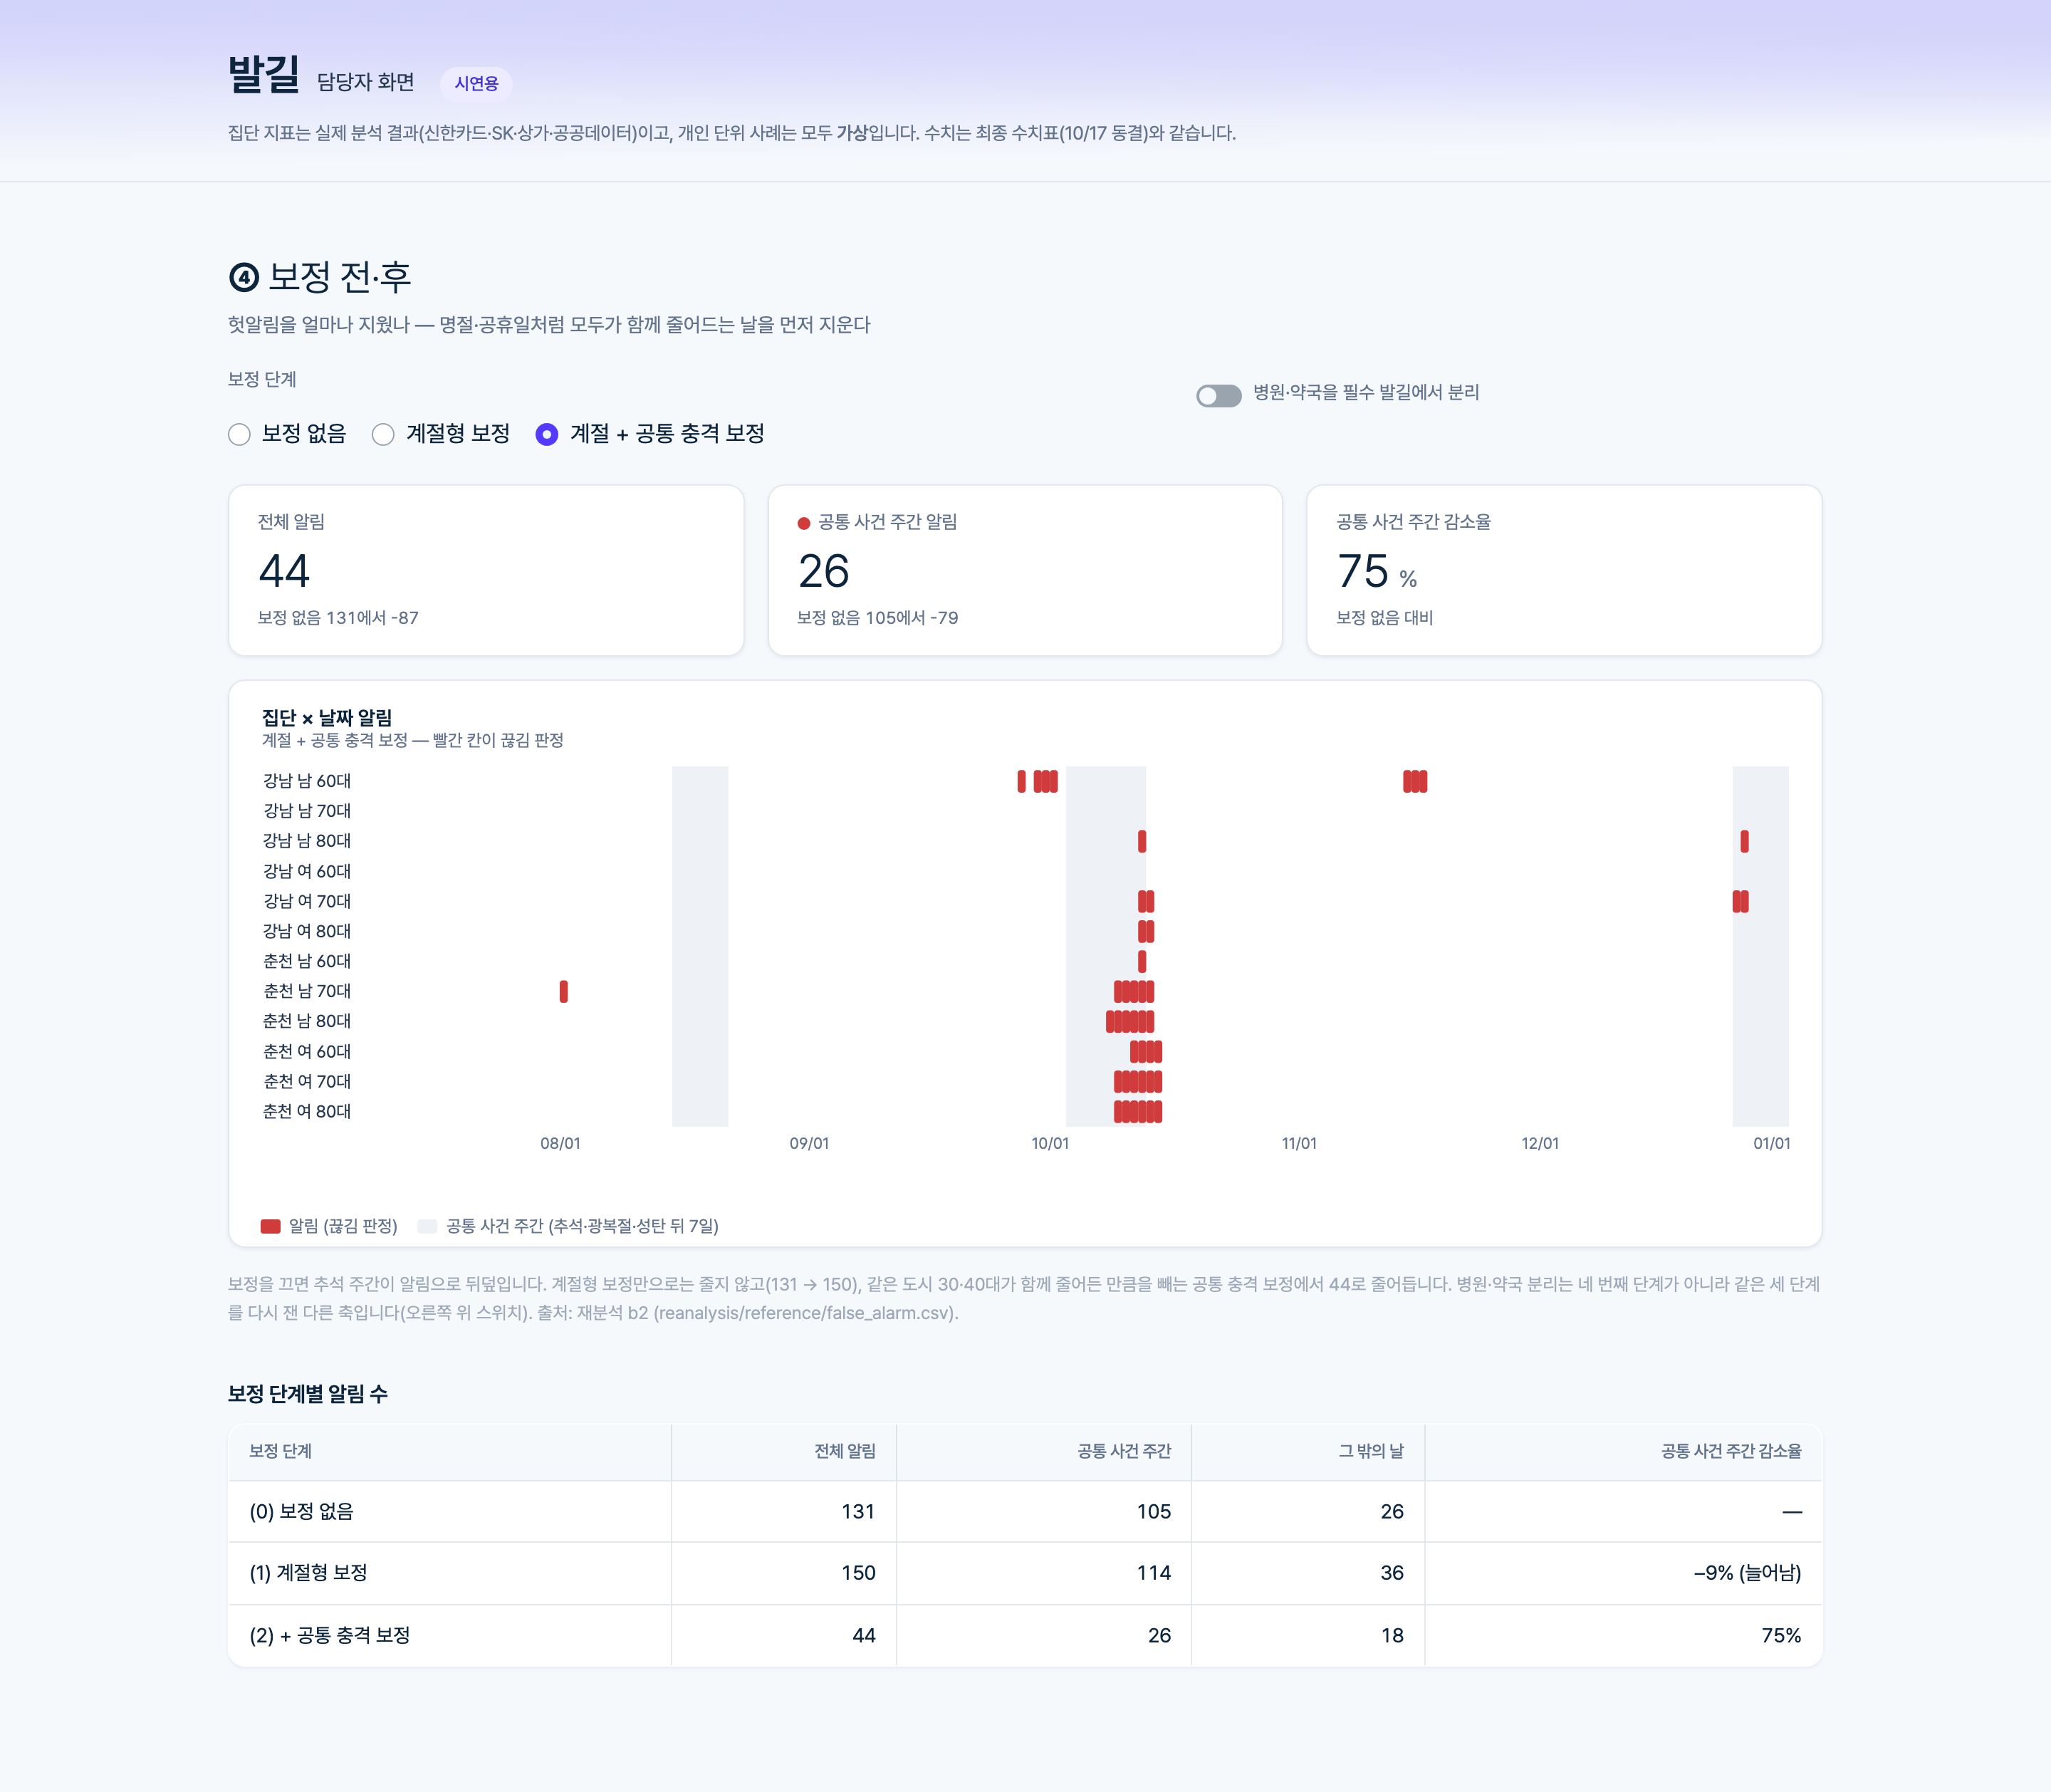 발길 담당자 화면 시연용
집단 지표는 실제 분석 결과(신한카드·SK·상가·공공데이터)이고, 개인 단위 사례는 모두 가상입니다. 수치는 최종 수치표(10/17 동결)와 같습니다.
④ 보정 전·후
헛알림을 얼마나 지웠나 — 명절·공휴일처럼 모두가 함께 줄어드는 날을 먼저 지운다
보정 단계
병원·약국을 필수 발길에서 분리
보정 없음 계절형 보정 계절 + 공통 충격 보정
전체 알림
44
보정 없음 131에서 -87
공통 사건 주간 알림
26
보정 없음 105에서 -79
공통 사건 주간 감소율
75 %
보정 없음 대비
집단 × 날짜 알림
계절 + 공통 충격 보정 — 빨간 칸이 끊김 판정
강남 남 60대
강남 남 70대
강남 남 80대
강남 여 60대
강남 여 70대
강남 여 80대
춘천 남 60대
춘천 남 70대
춘천 남 80대
춘천 여 60대
춘천 여 70대
춘천 여 80대
08/01 09/01 10/01 11/01 12/01 01/01
알림 (끊김 판정) 공통 사건 주간 (추석·광복절·성탄 뒤 7일)
보정을 끄면 추석 주간이 알림으로 뒤덮입니다. 계절형 보정만으로는 줄지 않고(131 → 150), 같은 도시 30·40대가 함께 줄어든 만큼을 빼는 공통 충격 보정에서 44로 줄어듭니다. 병원·약국 분리는 네 번째 단계가 아니라 같은 세 단계
를 다시 잰 다른 축입니다(오른쪽 위 스위치). 출처: 재분석 b2 (reanalysis/reference/false_alarm.csv).
보정 단계별 알림 수
보정 단계 전체 알림 공통 사건 주간 그 밖의 날 공통 사건 주간 감소율
(0) 보정 없음 131 105 26 —
(1) 계절형 보정 150 114 36 −9% (늘어남)
(2) + 공통 충격 보정 44 26 18 75%